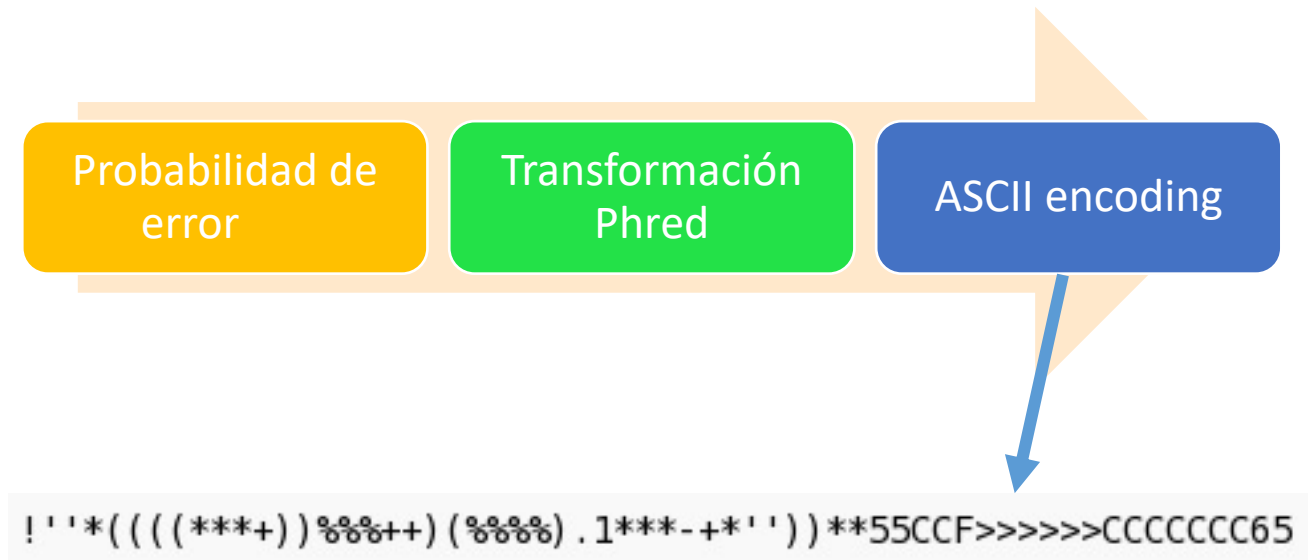 Probabilidad de
error
Transformación
Phred
ASCII encoding
!''*((((***+))%%%++)(%%%%).1***-+*''))**55CCF>>>>>>CCCCCCC65